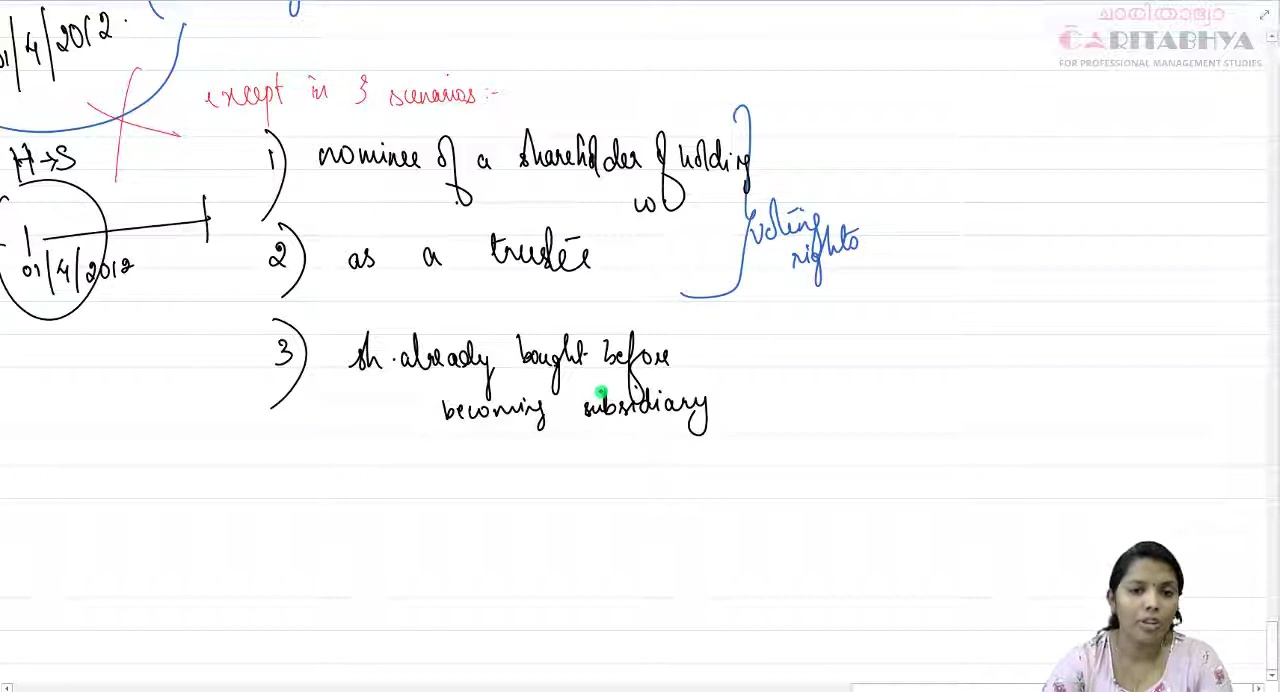 01/4/2012.
ചാരിതാഭ്യാ
CARITABHYA
FOR PROFESSIONAL MANAGEMENT STUDIES
except in 3 scenarios:-
H→S
1) nominee of a shareholder of holding
co
voting
rights
2) as a trustee
01/4/2012
3) sh. already bought before
becoming subsidiary